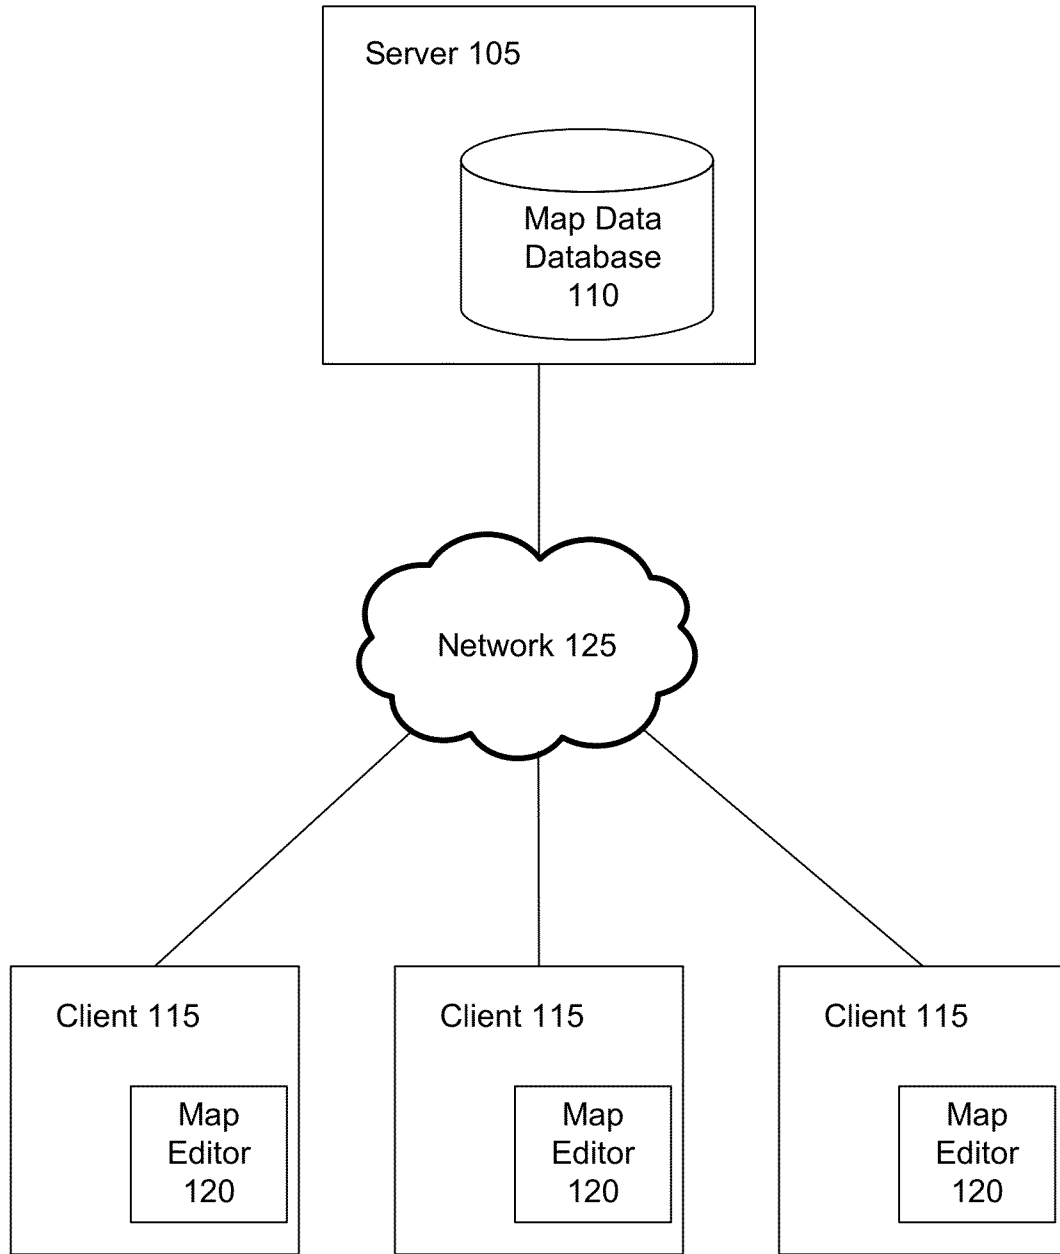 Server 105
Map Data
Database
110
Network 125
Client 115
Map
Editor
120
Client 115
Map
Editor
120
Client 115
Map
Editor
120